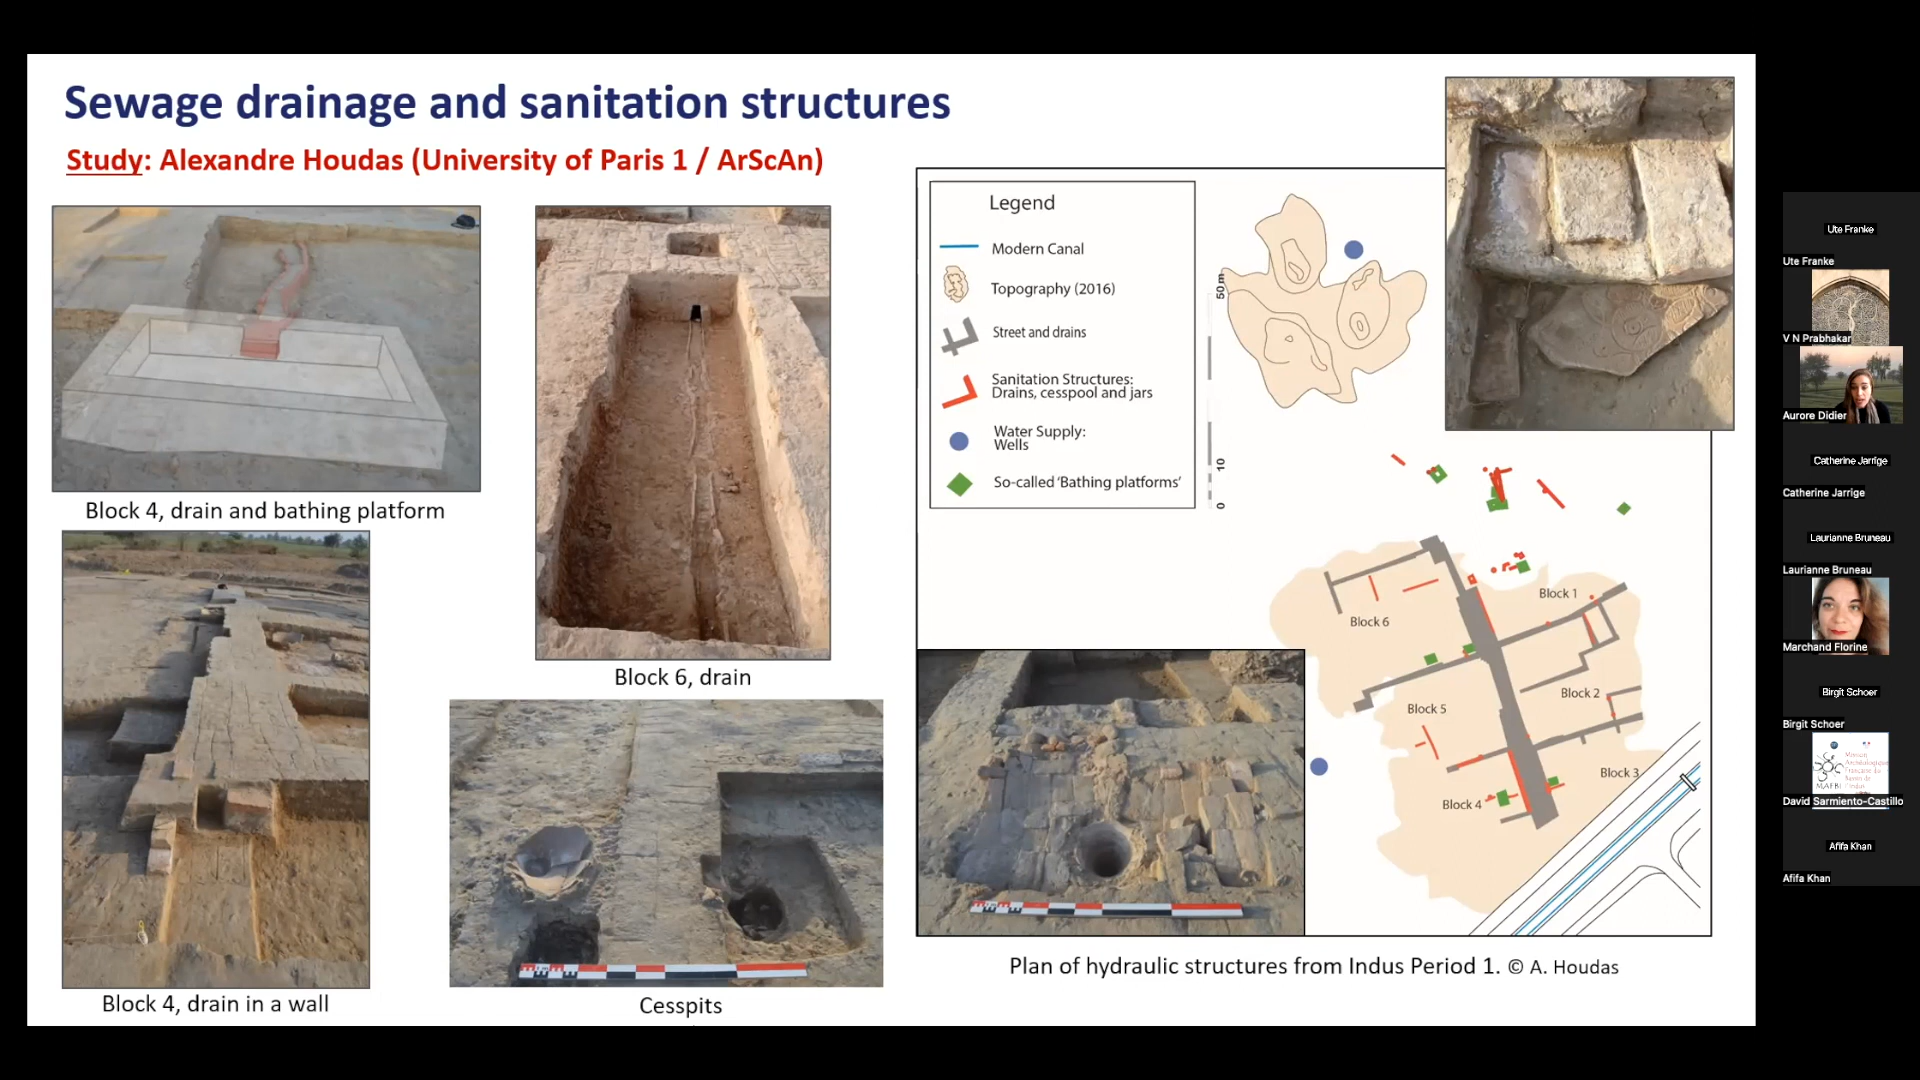 Sewage drainage and sanitation structures
Study: Alexandre Houdas (University of Paris 1 / ArScAn)
Block 4, drain and bathing platform
Block 4, drain in a wall
Block 6, drain
Cesspits
Legend
Modern Canal
Topography (2016)
Street and drains
Sanitation Structures:
Drains, cesspool and jars
Water Supply:
Wells
So-called 'Bathing platforms'
50 m
10
0
Block 1
Block 6
Block 2
Block 5
Block 3
Block 4
Plan of hydraulic structures from Indus Period 1. © A. Houdas
Ute Franke
Ute Franke
V N Prabhakar
Aurore Didier
Catherine Jarrige
Catherine Jarrige
Laurianne Bruneau
Laurianne Bruneau
Marchand Florine
Birgit Schoer
Birgit Schoer
MAFBI
David Sarmiento-Castillo
Afifa Khan
Afifa Khan